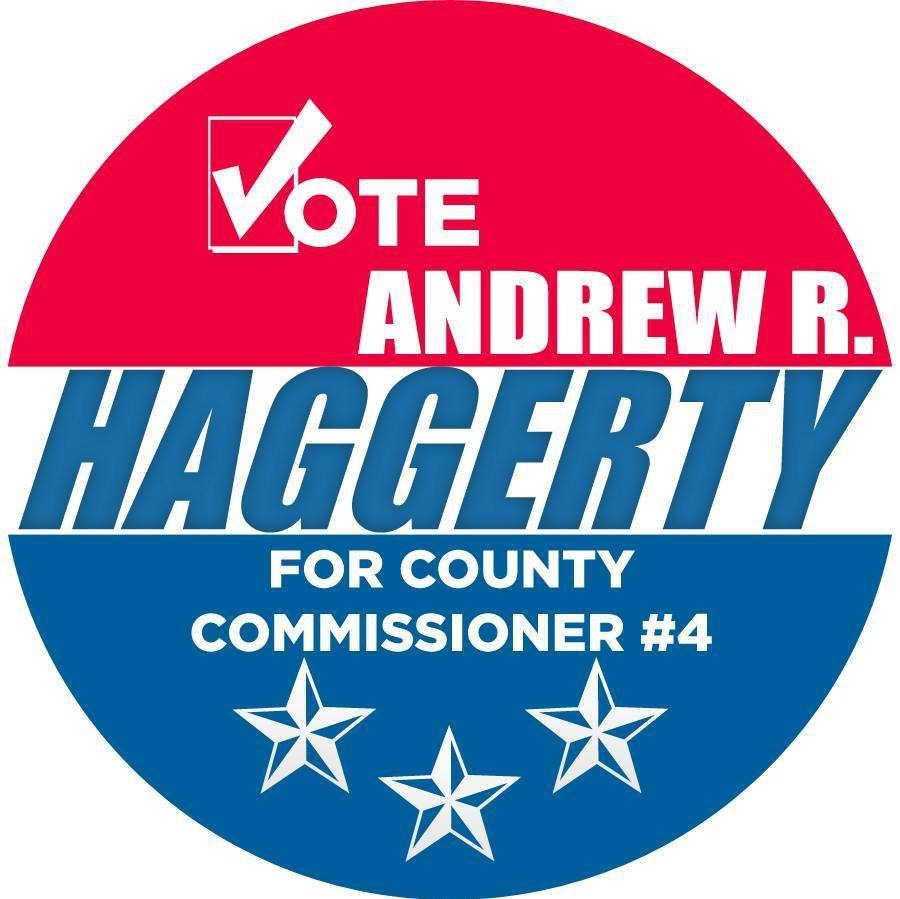 VOTE
ANDREW R.
HAGGERTY
FOR COUNTY
COMMISSIONER #4